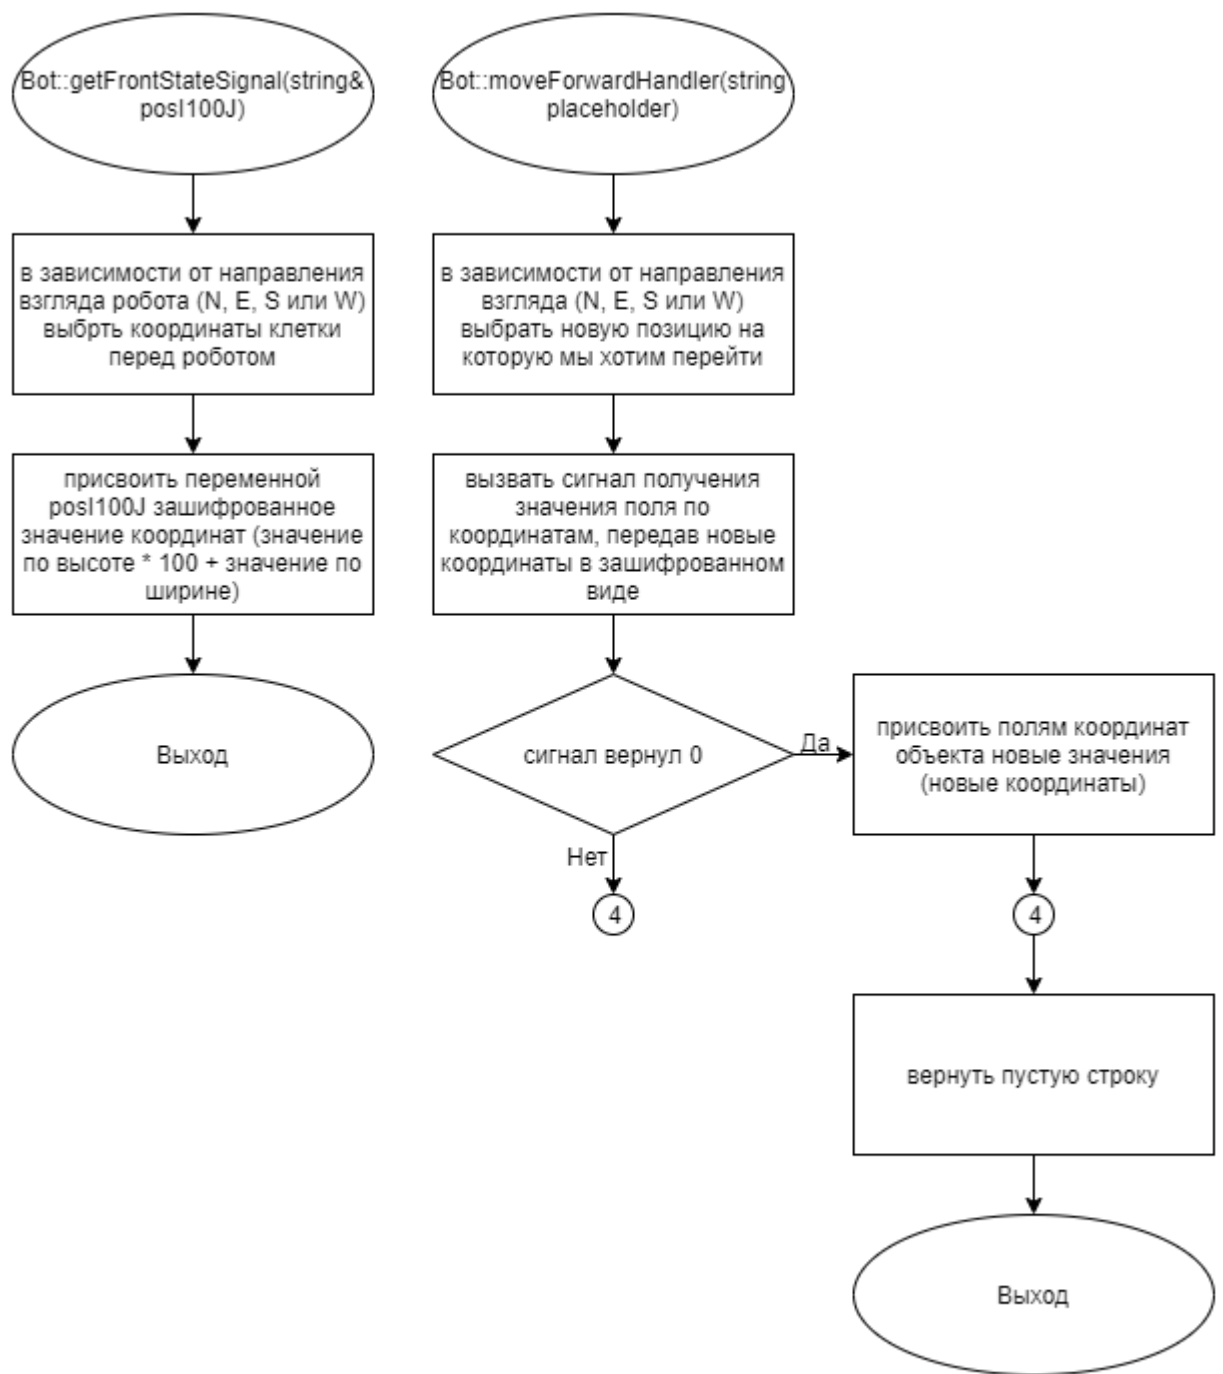 Bot::getFrontStateSignal(string&
posI100J)
в зависимости от направления
взгляда робота (N, E, S или W)
выбрть координаты клетки
перед роботом
присвоить переменной
posI100J зашифрованное
значение координат (значение
по высоте * 100 + значение по
ширине)
Выход
Bot::moveForwardHandler(string
placeholder)
в зависимости от направления
взгляда (N, E, S или W)
выбрать новую позицию на
которую мы хотим перейти
вызвать сигнал получения
значения поля по
координатам, передав новые
координаты в зашифрованном
виде
сигнал вернул 0
Да
Нет
4
присвоить полям координат
объекта новые значения
(новые координаты)
4
вернуть пустую строку
Выход